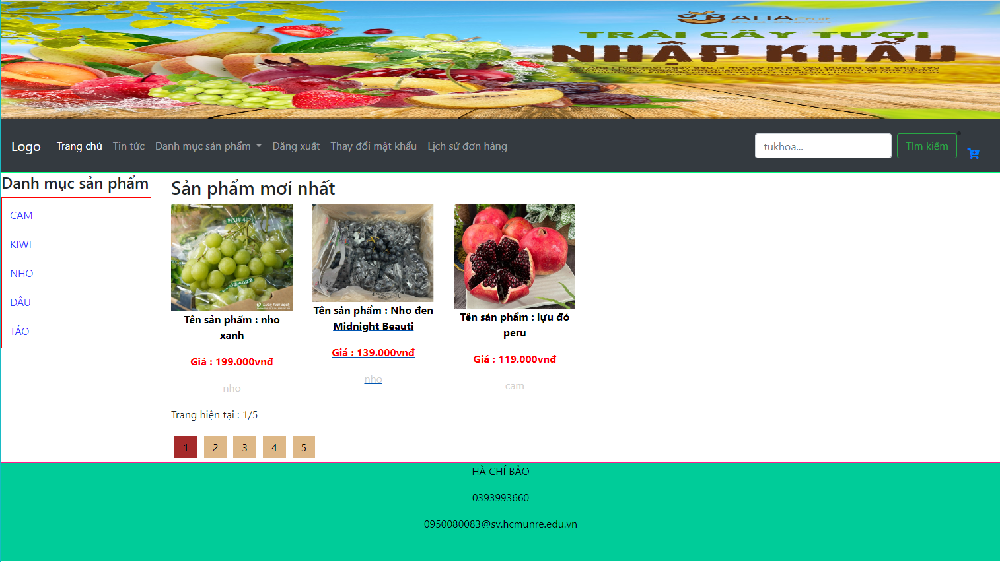 TRÁI CÂY TƯƠI
NHẬP KHẨU
Logo
Trang chủ
Tin tức
Danh mục sản phẩm
Đăng xuất
Thay đổi mật khẩu
Lịch sử đơn hàng
tukhoa...
Tìm kiếm
Danh mục sản phẩm
CAM
KIWI
NHO
DÂU
TÁO
Sản phẩm mơí nhất
Tên sản phẩm : nho
xanh
Giá : 199.000vnđ
nho
Tên sản phẩm : Nho đen
Midnight Beauti
Giá : 139.000vnđ
nho
Tên sản phẩm : lựu đỏ
peru
Giá : 119.000vnđ
cam
Trang hiện tại : 1/5
1 2 3 4 5
HÀ CHÍ BẢO
0393993660
0950080083@sv.hcmunre.edu.vn